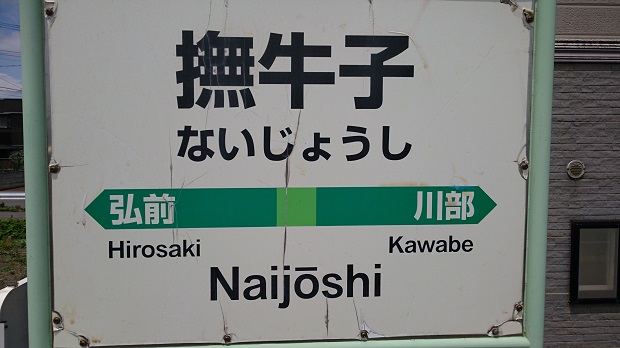 撫牛子
ないじょうし
弘前 川部
Hirosaki Kawabe
Naijōshi